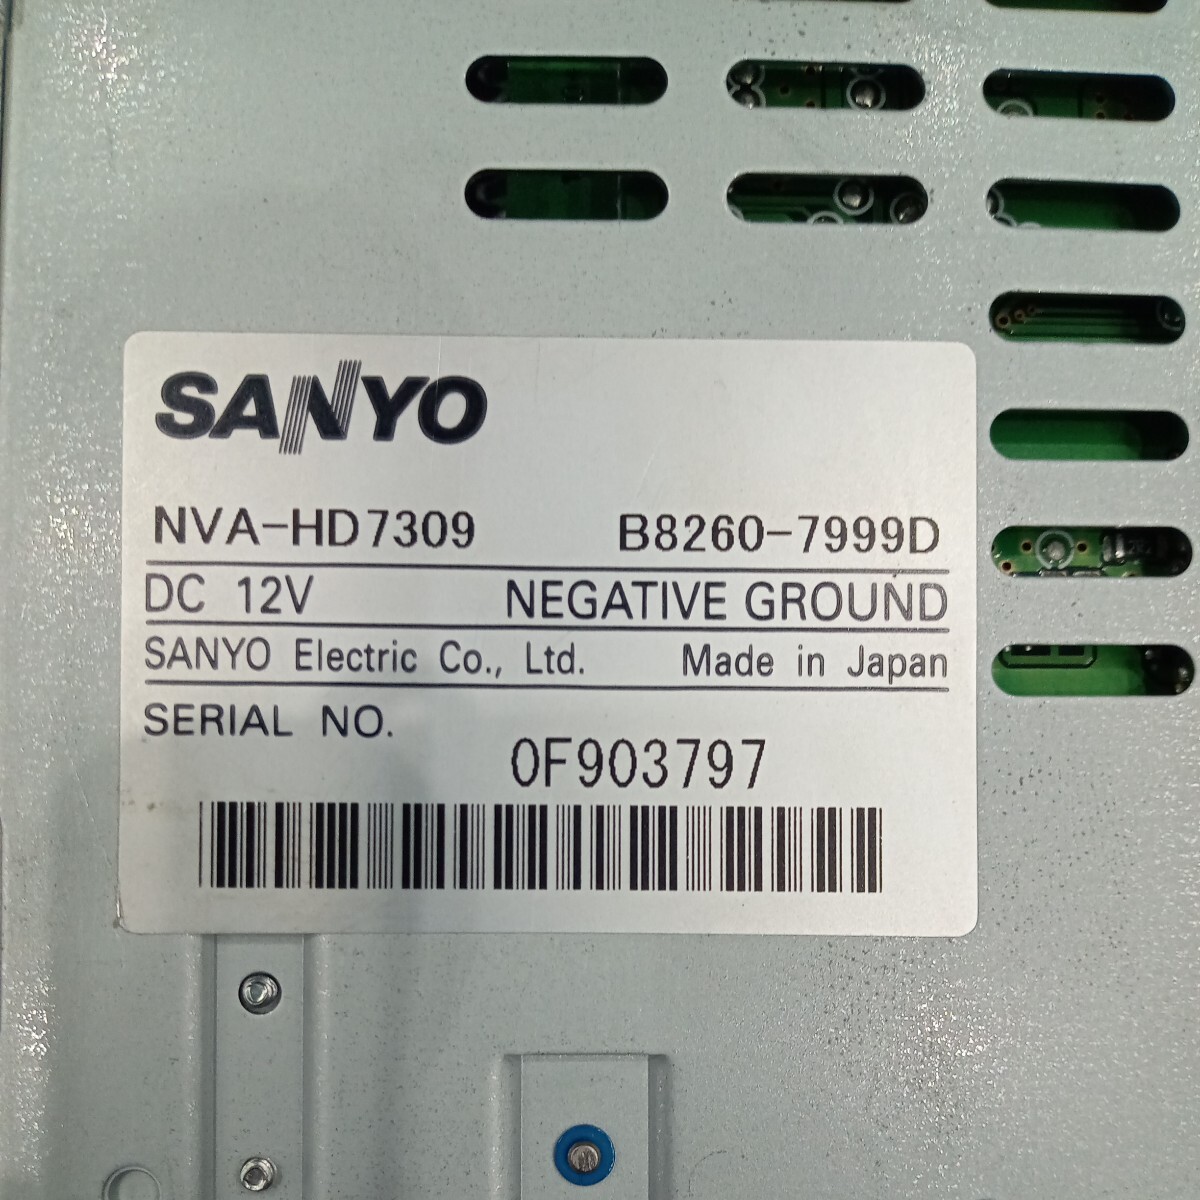 SANYO
NVA-HD7309 B8260-7999D
DC 12V NEGATIVE GROUND
SANYO Electric Co., Ltd. Made in Japan
SERIAL NO.
0F903797